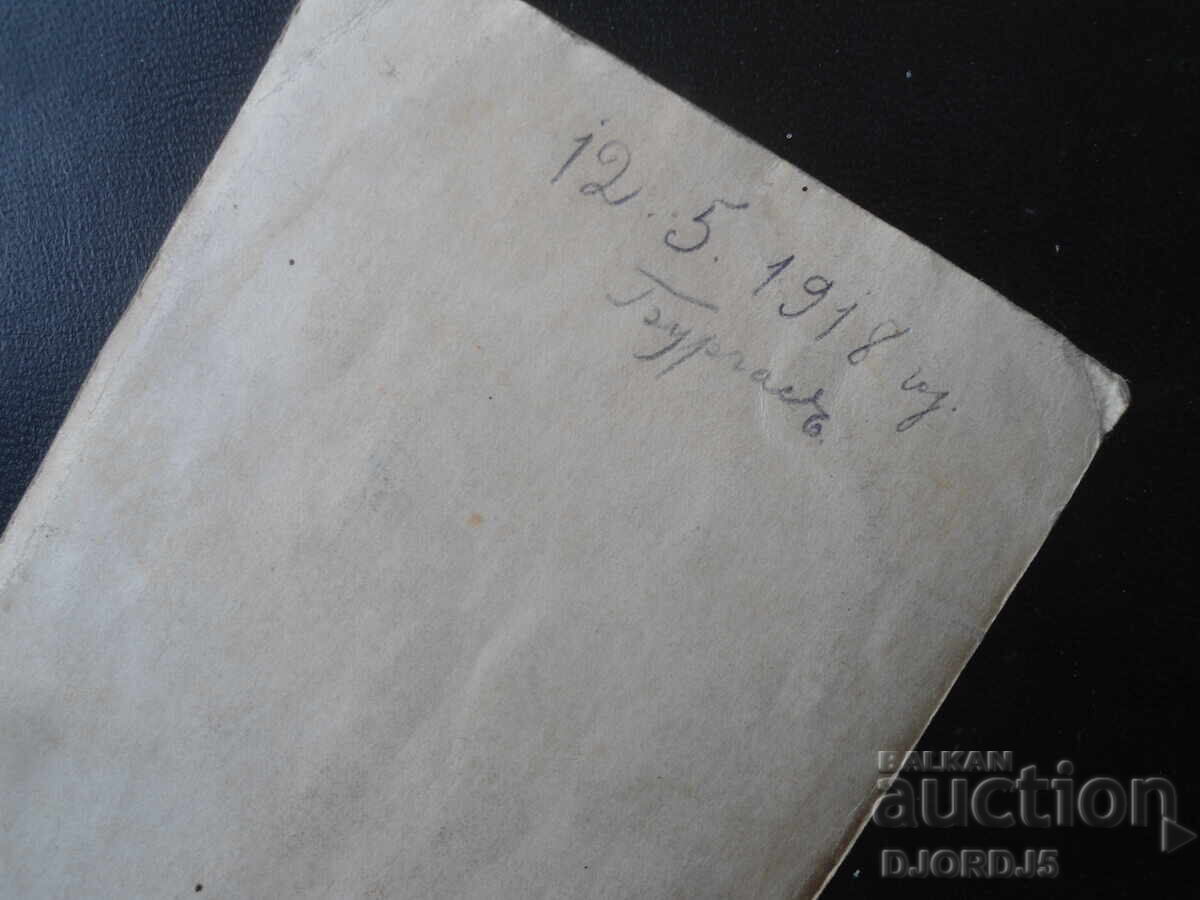 12. 5. 1918 г.
Бургасъ.
BALKAN
auction
DJORDJ5